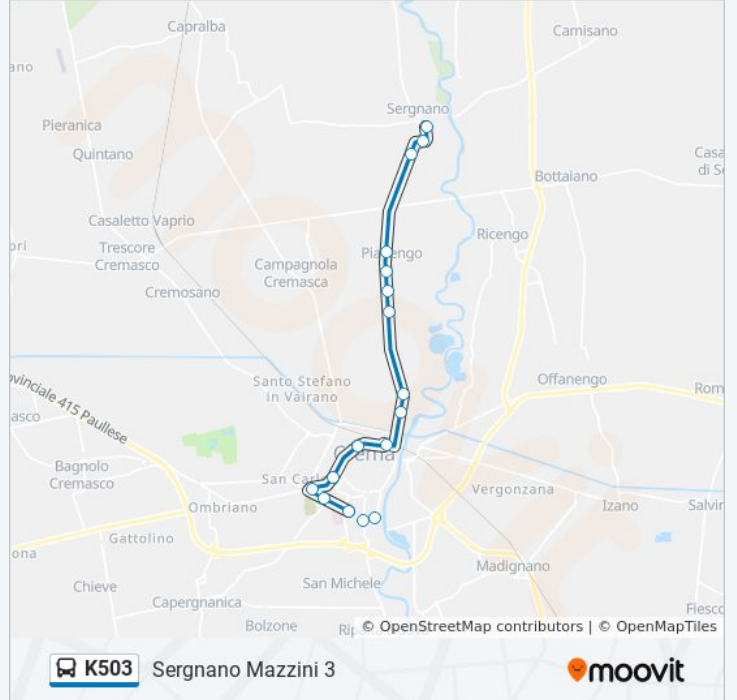 Capralba
Camisano
ano
Sergnano
Pieranica
Quintano
Casa
di S
Bottaiano
Casaletto Vaprio
Ricengo
ori
Trescore
Cremasco
Campagnola
Cremasca
Cremosano
Offanengo
Rom
Santo Stefano
in Vairano
ovinciale 415 Paullese
asco
Crema
Bagnolo
Cremasco
San Carlo
Vergonzana
Ombriano
Izano
Salvir
Gattolino
ona
Madignano
Chieve
San Michele
Capergnanica
Fiesco
Bolzone
© OpenStreetMap contributors | © OpenMapTiles
K503 Sergnano Mazzini 3
moovit